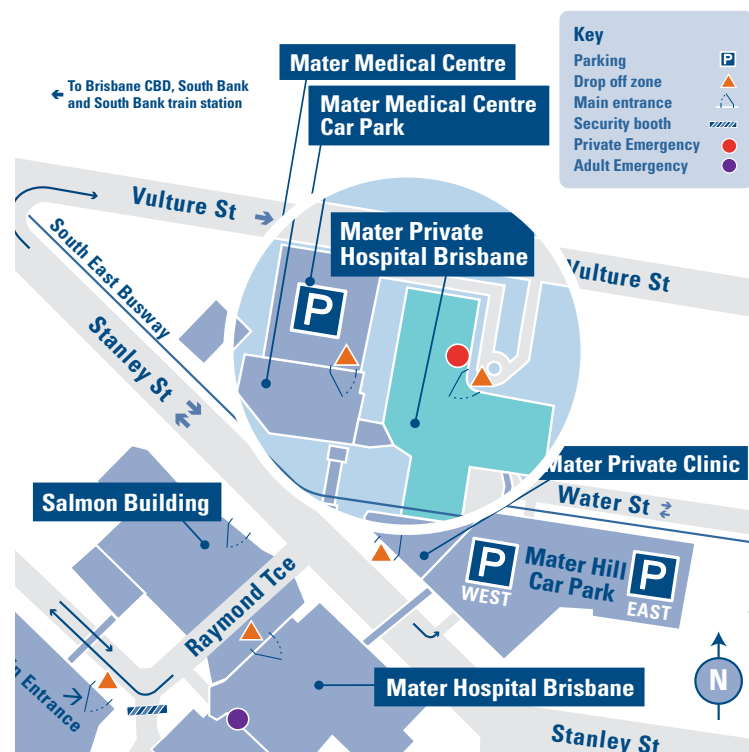 Mater Medical Centre
← To Brisbane CBD, South Bank
and South Bank train station
Mater Medical Centre
Car Park
Key
Parking
P
Drop off zone
Main entrance
Security booth
Private Emergency
Adult Emergency
Vulture St
Mater Private
Hospital Brisbane
Vulture St
South East Busway
P
Stanley St
Mater Private Clinic
Salmon Building
Water St
P
WEST
Mater Hill
Car Park
P
EAST
Raymond Tce
Entrance
Mater Hospital Brisbane
N
Stanley St